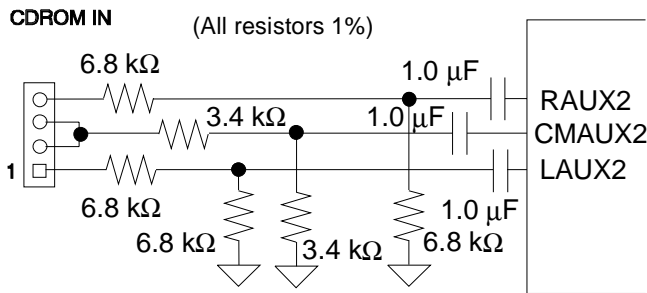 CDROM IN
(All resistors 1%)
6.8 kΩ
1.0 μF
RAUX2
3.4 kΩ
1.0 μF
CMAUX2
1
LAUX2
6.8 kΩ
1.0 μF
6.8 kΩ
3.4 kΩ
6.8 kΩ